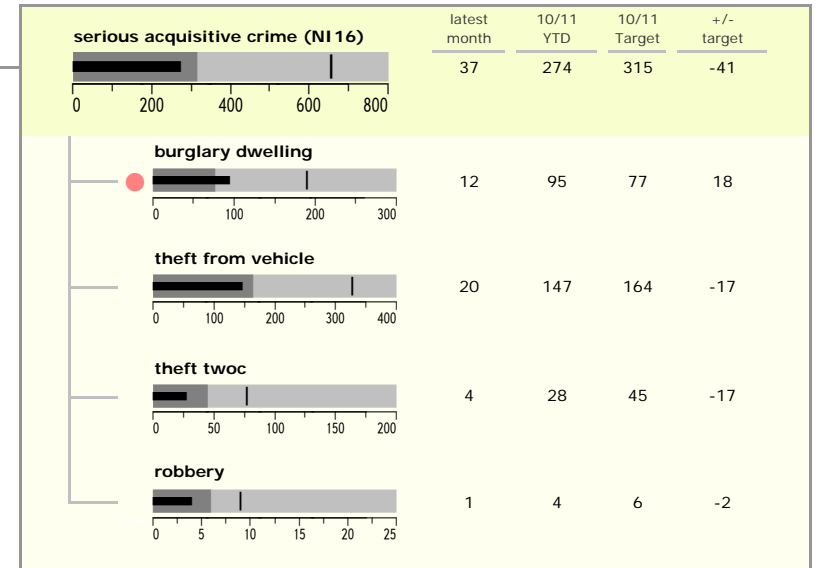 latest 10/11 10/11 +/-
serious acquisitive crime (NI16) month YTD Target target
37 274 315 -41
0 200 400 600 800
burglary dwelling
12 95 77 18
0 100 200 300
theft from vehicle
20 147 164 -17
0 100 200 300 400
theft twoc
4 28 45 -17
0 50 100 150 200
robbery
1 4 6 -2
0 5 10 15 20 25